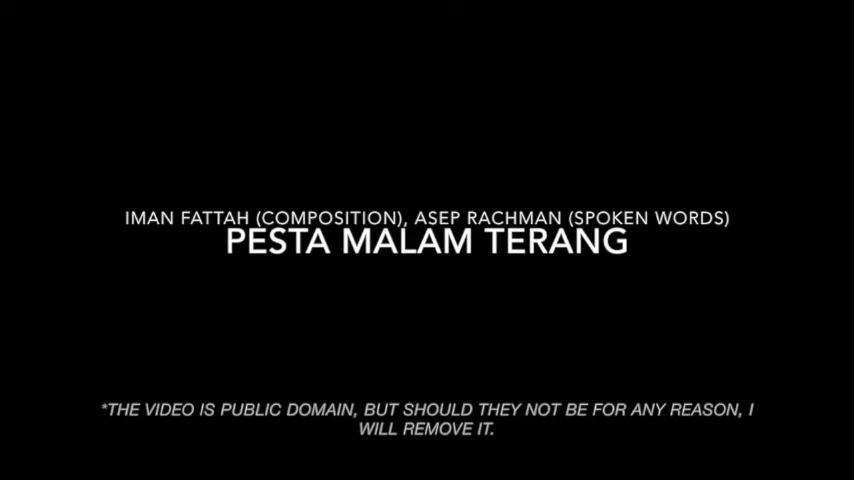 IMAN FATTAH (COMPOSITION), ASEP RACHMAN (SPOKEN WORDS)
PESTA MALAM TERANG
*THE VIDEO IS PUBLIC DOMAIN, BUT SHOULD THEY NOT BE FOR ANY REASON, I
WILL REMOVE IT.